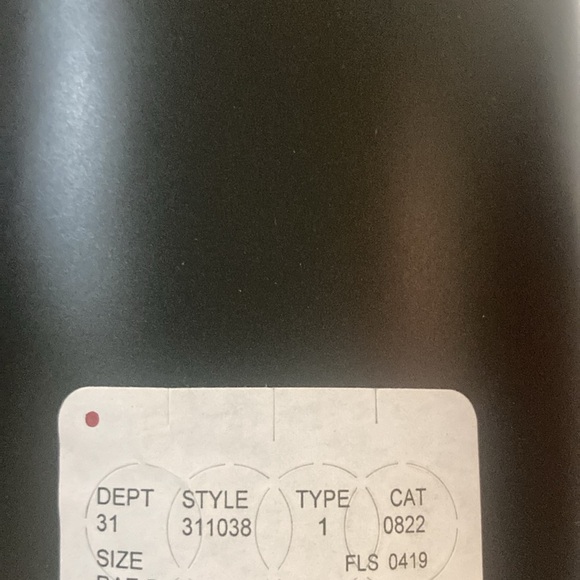 DEPT STYLE TYPE CAT
31 311038 1 0822
SIZE FLS 0419